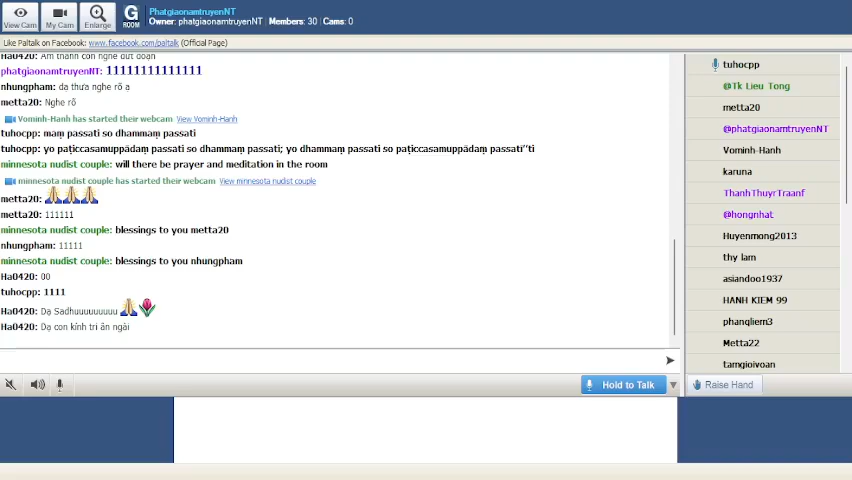 View Cam
My Cam
Enlarge
G
ROOM
PhatgiaonamtruyenNT
Owner: phatgiaonamtruyenNT | Members: 30 | Cams: 0
Like Paltalk on Facebook: www.facebook.com/paltalk (Official Page)
Ha0420: Âm thanh con nghe dứt đoạn
phatgiaonamtruyenNT: 11111111111111
nhungpham: dạ thưa nghe rõ ạ
metta20: Nghe rõ
Vominh-Hanh has started their webcam View Vominh-Hanh
tuhocpp: maṃ passati so dhammaṃ passati
tuhocpp: yo paṭiccasamuppādaṃ passati so dhammaṃ passati; yo dhammaṃ passati so paṭiccasamuppādaṃ passati’’ti
minnesota nudist couple: will there be prayer and meditation in the room
minnesota nudist couple has started their webcam View minnesota nudist couple
metta20:
metta20: 111111
minnesota nudist couple: blessings to you metta20
nhungpham: 11111
minnesota nudist couple: blessings to you nhungpham
Ha0420: 00
tuhocpp: 1111
Ha0420: Dạ Sadhuuuuuuuuu
Ha0420: Dạ con kính tri ân ngài
Hold to Talk
tuhocpp
@Tk Lieu Tong
metta20
@phatgiaonamtruyenNT
Vominh-Hanh
karuna
ThanhThuyrTraanf
@hongnhat
Huyenmong2013
thy lam
asiandoo1937
HANH KIEM 99
phanqliem3
Metta22
tamgioivoan
Raise Hand